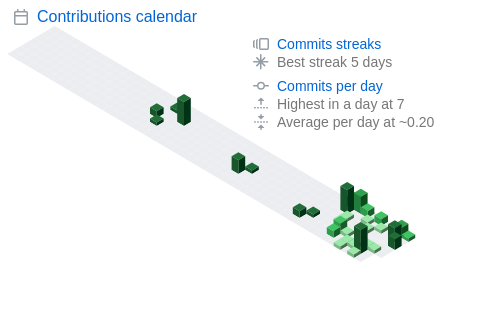 Contributions calendar
Commits streaks
Best streak 5 days
Commits per day
Highest in a day at 7
Average per day at ~0.20